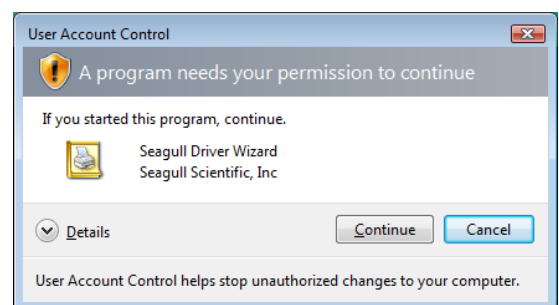 User Account Control
A program needs your permission to continue
If you started this program, continue.
Seagull Driver Wizard
Seagull Scientific, Inc
Details
Continue
Cancel
User Account Control helps stop unauthorized changes to your computer.